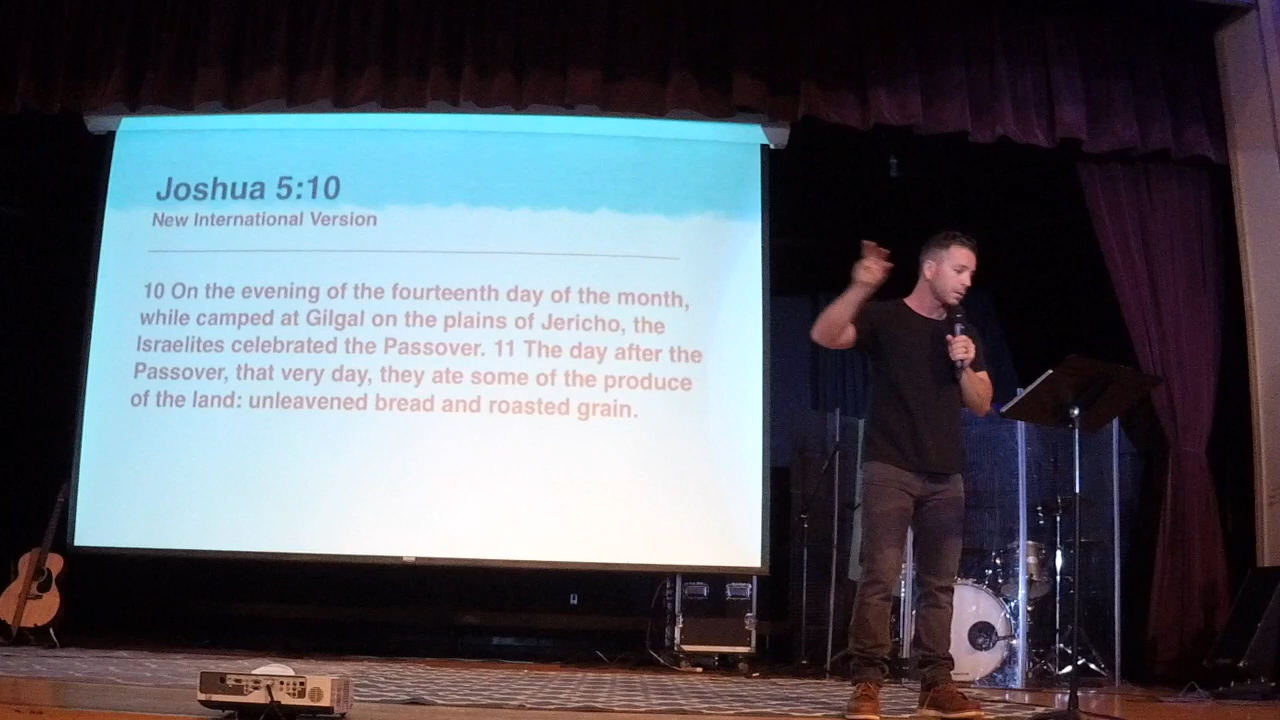 Joshua 5:10
New International Version
10 On the evening of the fourteenth day of the month,
while camped at Gilgal on the plains of Jericho, the
Israelites celebrated the Passover. 11 The day after the
Passover, that very day, they ate some of the produce
of the land: unleavened bread and roasted grain.